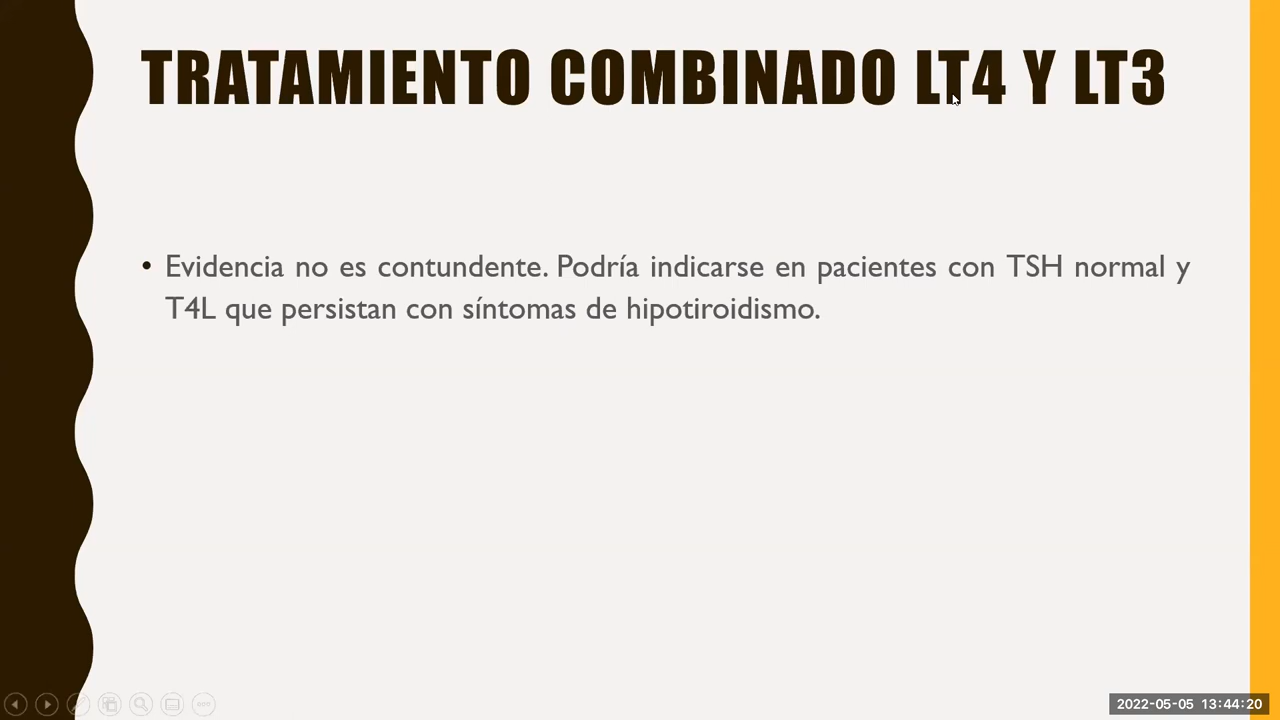 TRATAMIENTO COMBINADO LT4 Y LT3
• Evidencia no es contundente. Podría indicarse en pacientes con TSH normal y
T4L que persistan con síntomas de hipotiroidismo.
2022-05-05 13:44:20